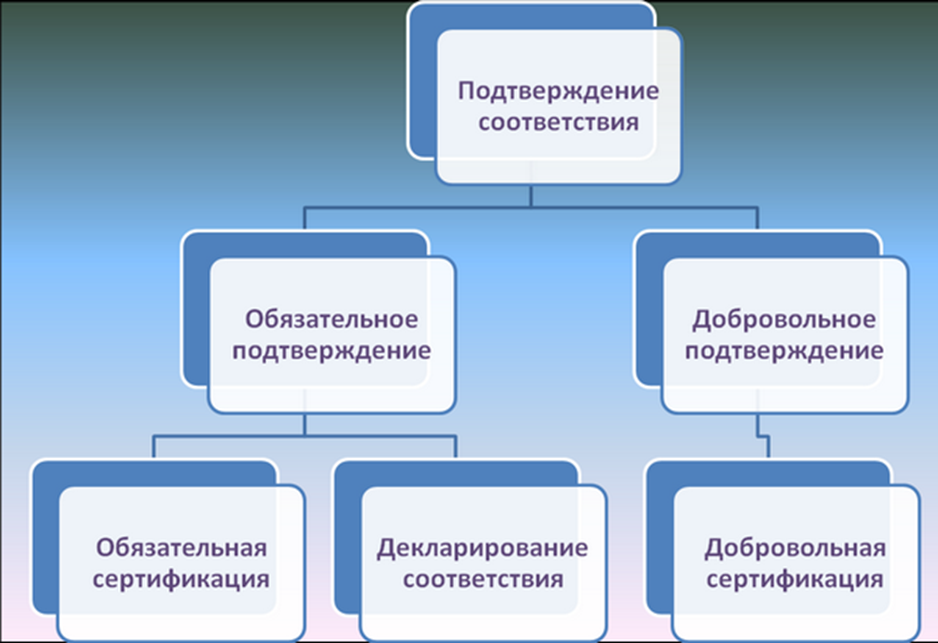 Подтверждение
соответствия
Обязательное
подтверждение
Добровольное
подтверждение
Обязательная
сертификация
Декларирование
соответствия
Добровольная
сертификация